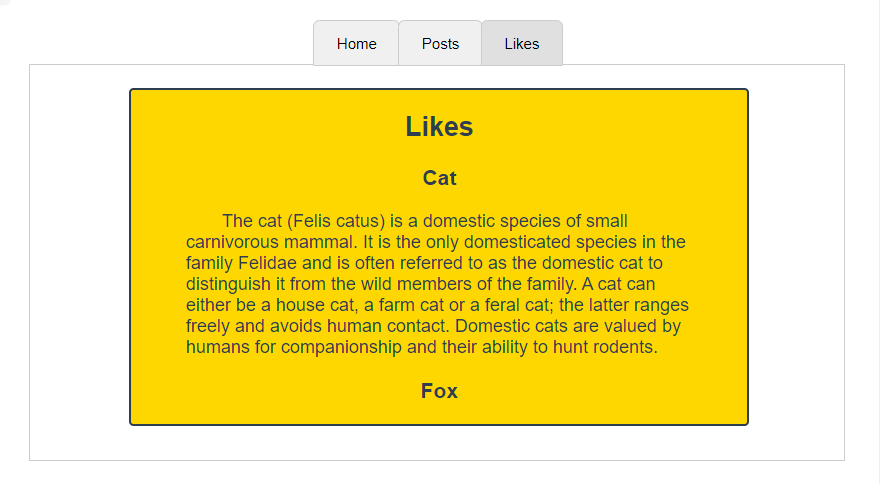 Home Posts Likes
Likes
Cat
The cat (Felis catus) is a domestic species of small
carnivorous mammal. It is the only domesticated species in the
family Felidae and is often referred to as the domestic cat to
distinguish it from the wild members of the family. A cat can
either be a house cat, a farm cat or a feral cat; the latter ranges
freely and avoids human contact. Domestic cats are valued by
humans for companionship and their ability to hunt rodents.
Fox